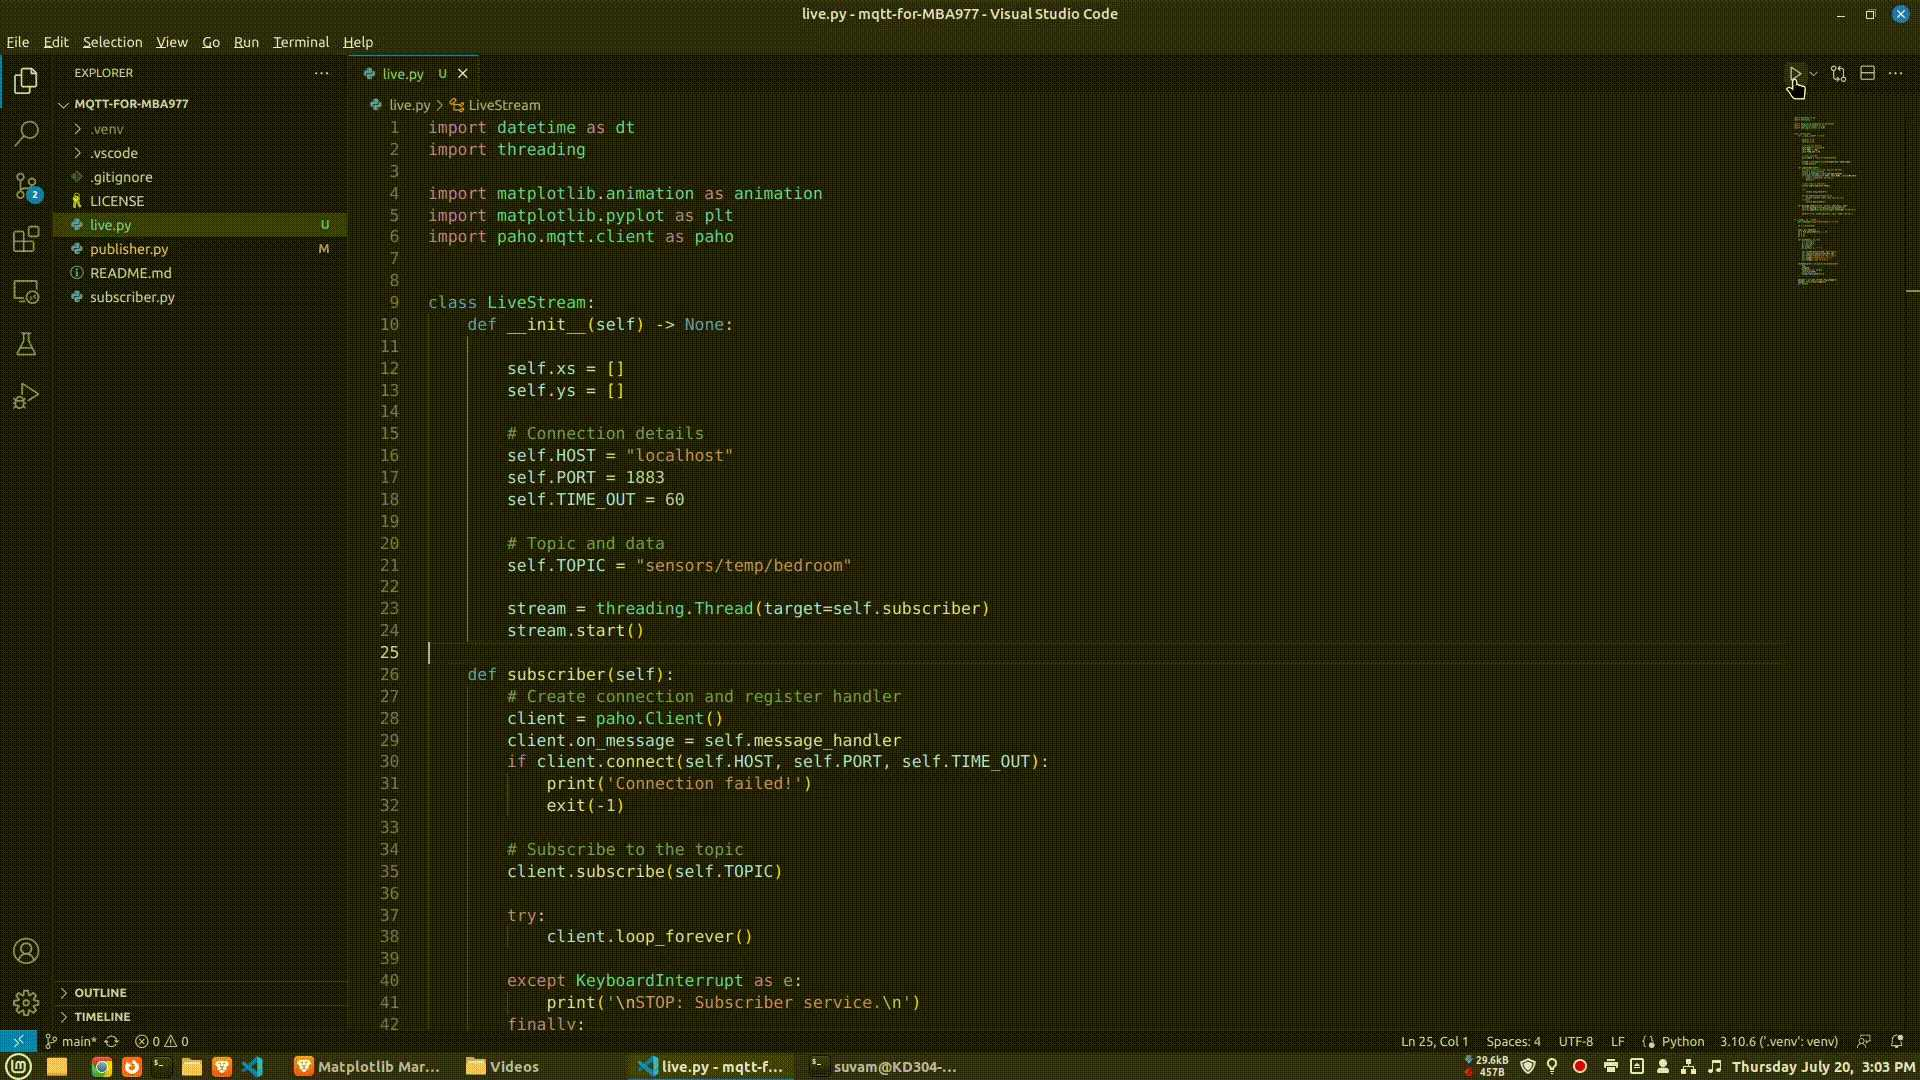 live.py - mqtt-for-MBA977 - Visual Studio Code
File Edit Selection View Go Run Terminal Help
EXPLORER
MQTT-FOR-MBA977
.venv
.vscode
.gitignore
LICENSE
live.py U
publisher.py M
README.md
subscriber.py
2
OUTLINE
TIMELINE
live.py U
live.py > LiveStream
1 import datetime as dt
2 import threading
3
4 import matplotlib.animation as animation
5 import matplotlib.pyplot as plt
6 import paho.mqtt.client as paho
7
8
9 class LiveStream:
10 def __init__(self) -> None:
11
12 self.xs = []
13 self.ys = []
14
15 # Connection details
16 self.HOST = "localhost"
17 self.PORT = 1883
18 self.TIME_OUT = 60
19
20 # Topic and data
21 self.TOPIC = "sensors/temp/bedroom"
22
23 stream = threading.Thread(target=self.subscriber)
24 stream.start()
25
26 def subscriber(self):
27 # Create connection and register handler
28 client = paho.Client()
29 client.on_message = self.message_handler
30 if client.connect(self.HOST, self.PORT, self.TIME_OUT):
31 print('Connection failed!')
32 exit(-1)
33
34 # Subscribe to the topic
35 client.subscribe(self.TOPIC)
36
37 try:
38 client.loop_forever()
39
40 except KeyboardInterrupt as e:
41 print('\nSTOP: Subscriber service.\n')
42 finally:
main* 0 0 Ln 25, Col 1 Spaces: 4 UTF-8 LF Python 3.10.6 ('.venv': venv)
Matplotlib Mar... Videos live.py - mqtt-f... suvam@KD304-... 29.6kB 457B Thursday July 20, 3:03 PM